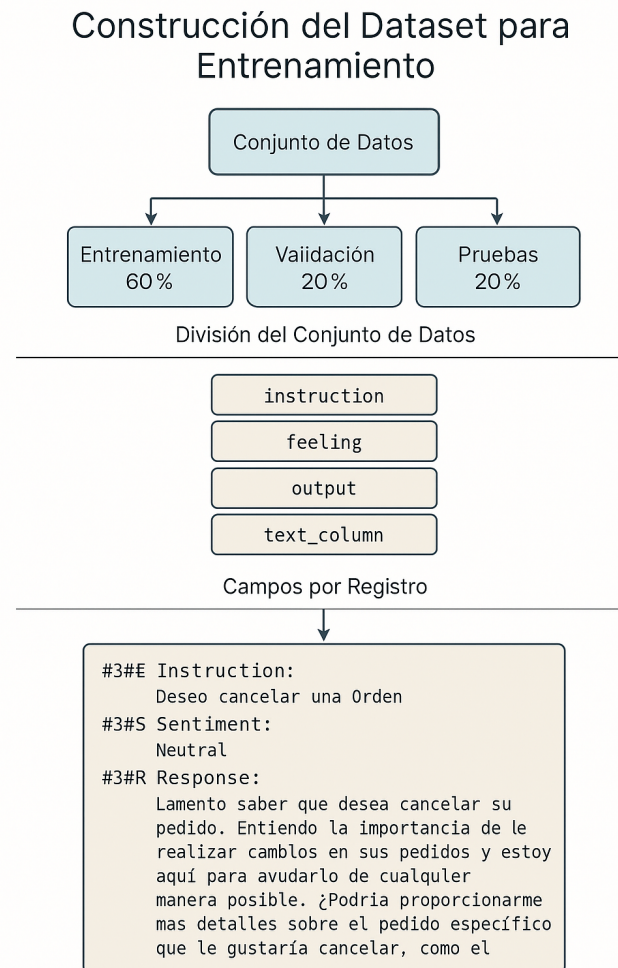 Construcción del Dataset para
Entrenamiento
Conjunto de Datos
Entrenamiento
60%
Vaiidación
20%
Pruebas
20%
División del Conjunto de Datos
instruction
feeling
output
text_column
Campos por Registro
#3#E Instruction:
Deseo cancelar una Orden
#3#S Sentiment:
Neutral
#3#R Response:
Lamento saber que desea cancelar su
pedido. Entiendo la importancia de le
realizar camblos en sus pedidos y estoy
aquí para avudarlo de cualquler
manera posible. ¿Podria proporcionarme
mas detalles sobre el pedido específico
que le gustaría cancelar, como el